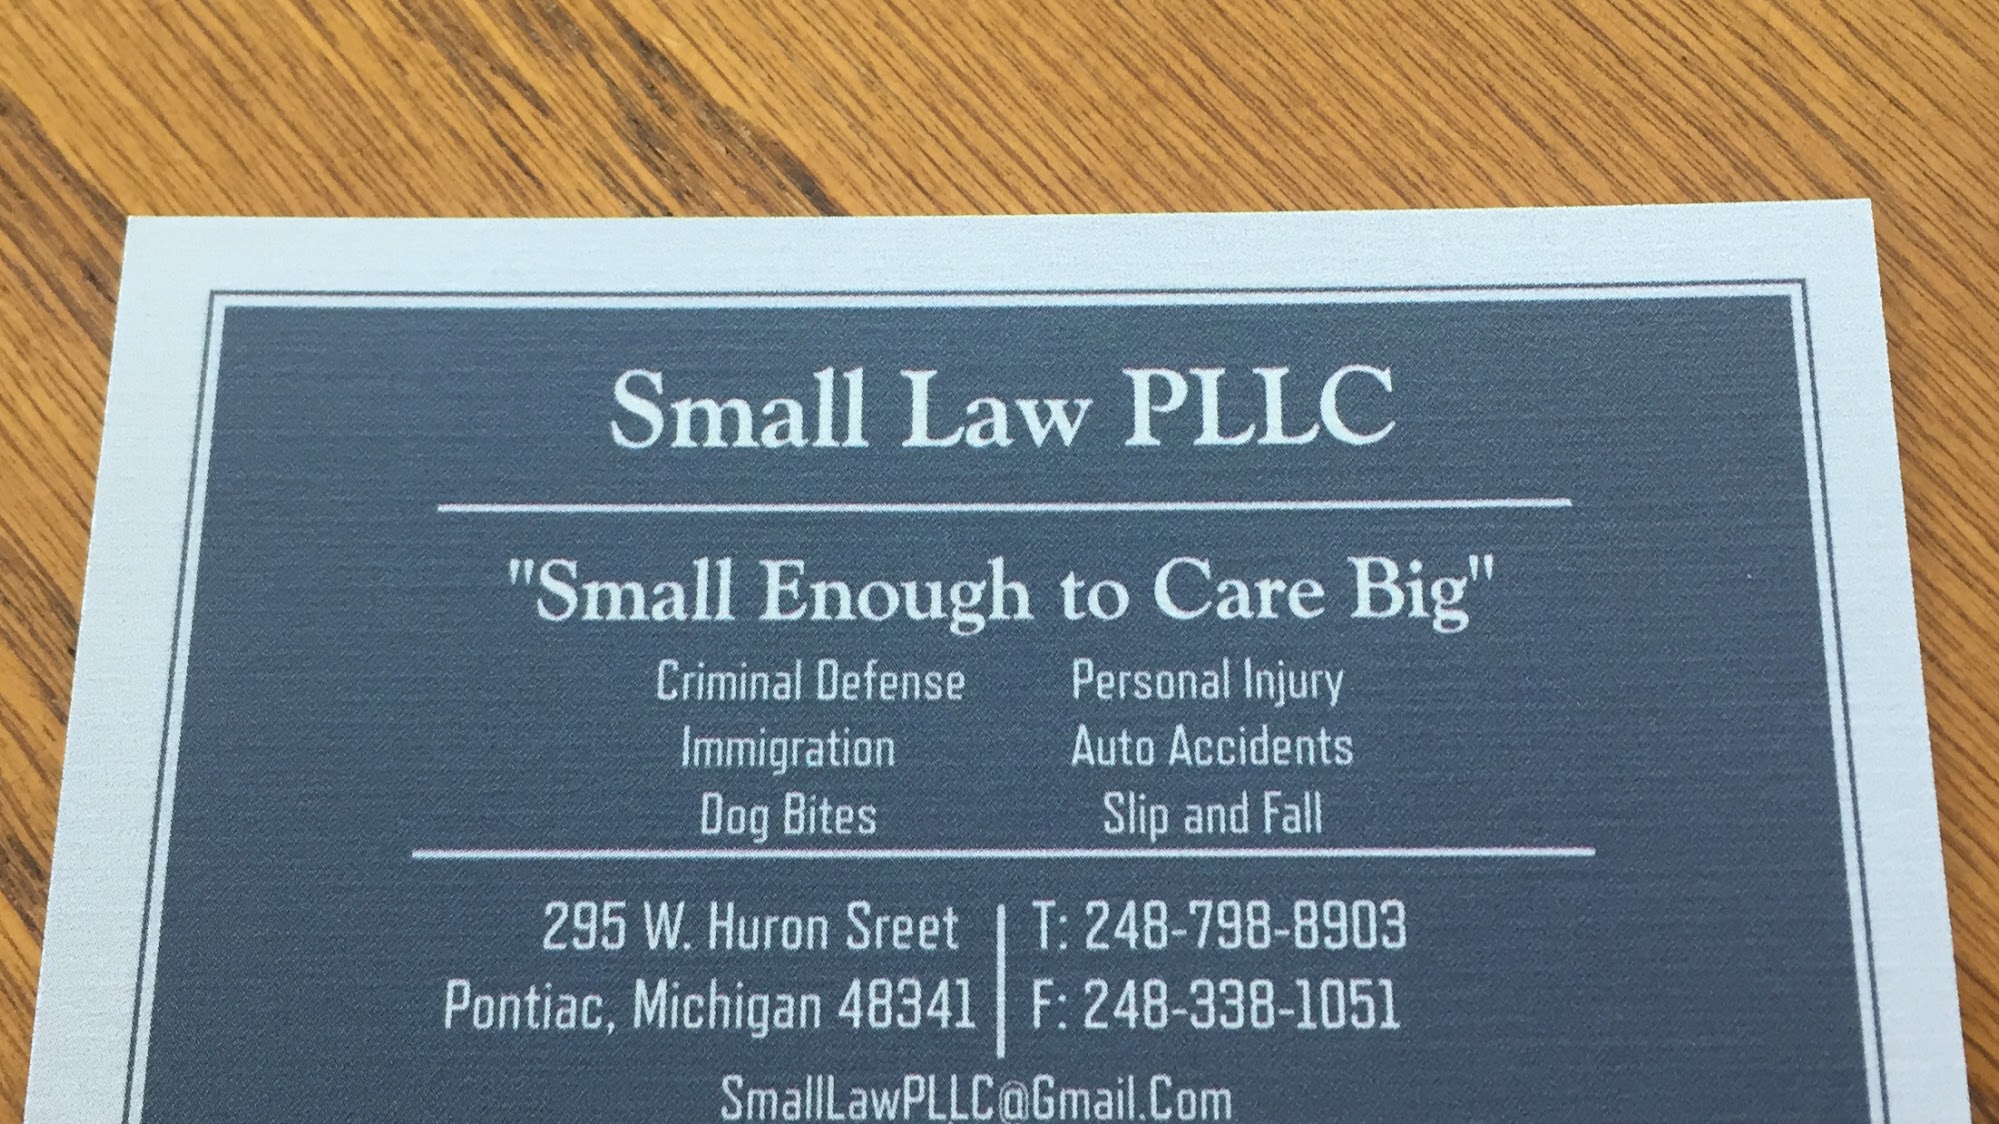 Small Law PLLC
"Small Enough to Care Big"
Criminal Defense Personal Injury
Immigration Auto Accidents
Dog Bites Slip and Fall
295 W. Huron Sreet T: 248-798-8903
Pontiac, Michigan 48341 F: 248-338-1051
SmallLawPLLC@Gmail.Com